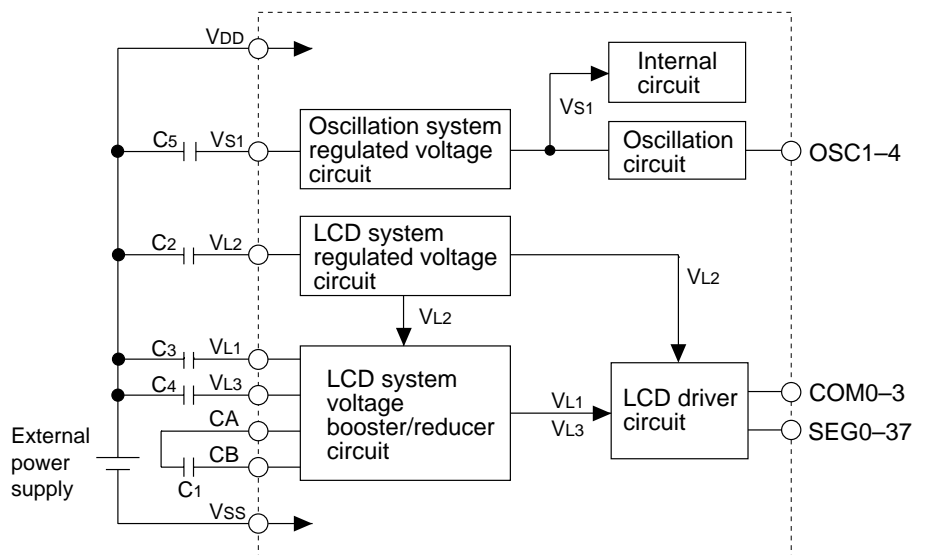 VDD
Internal
circuit
VS1
C5
VS1
Oscillation system
regulated voltage
circuit
Oscillation
circuit
OSC1–4
C2
VL2
LCD system
regulated voltage
circuit
VL2
VL2
C3
VL1
C4
VL3
CA
CB
C1
LCD system
voltage
booster/reducer
circuit
VL1
VL3
LCD driver
circuit
COM0–3
SEG0–37
External
power
supply
VSS